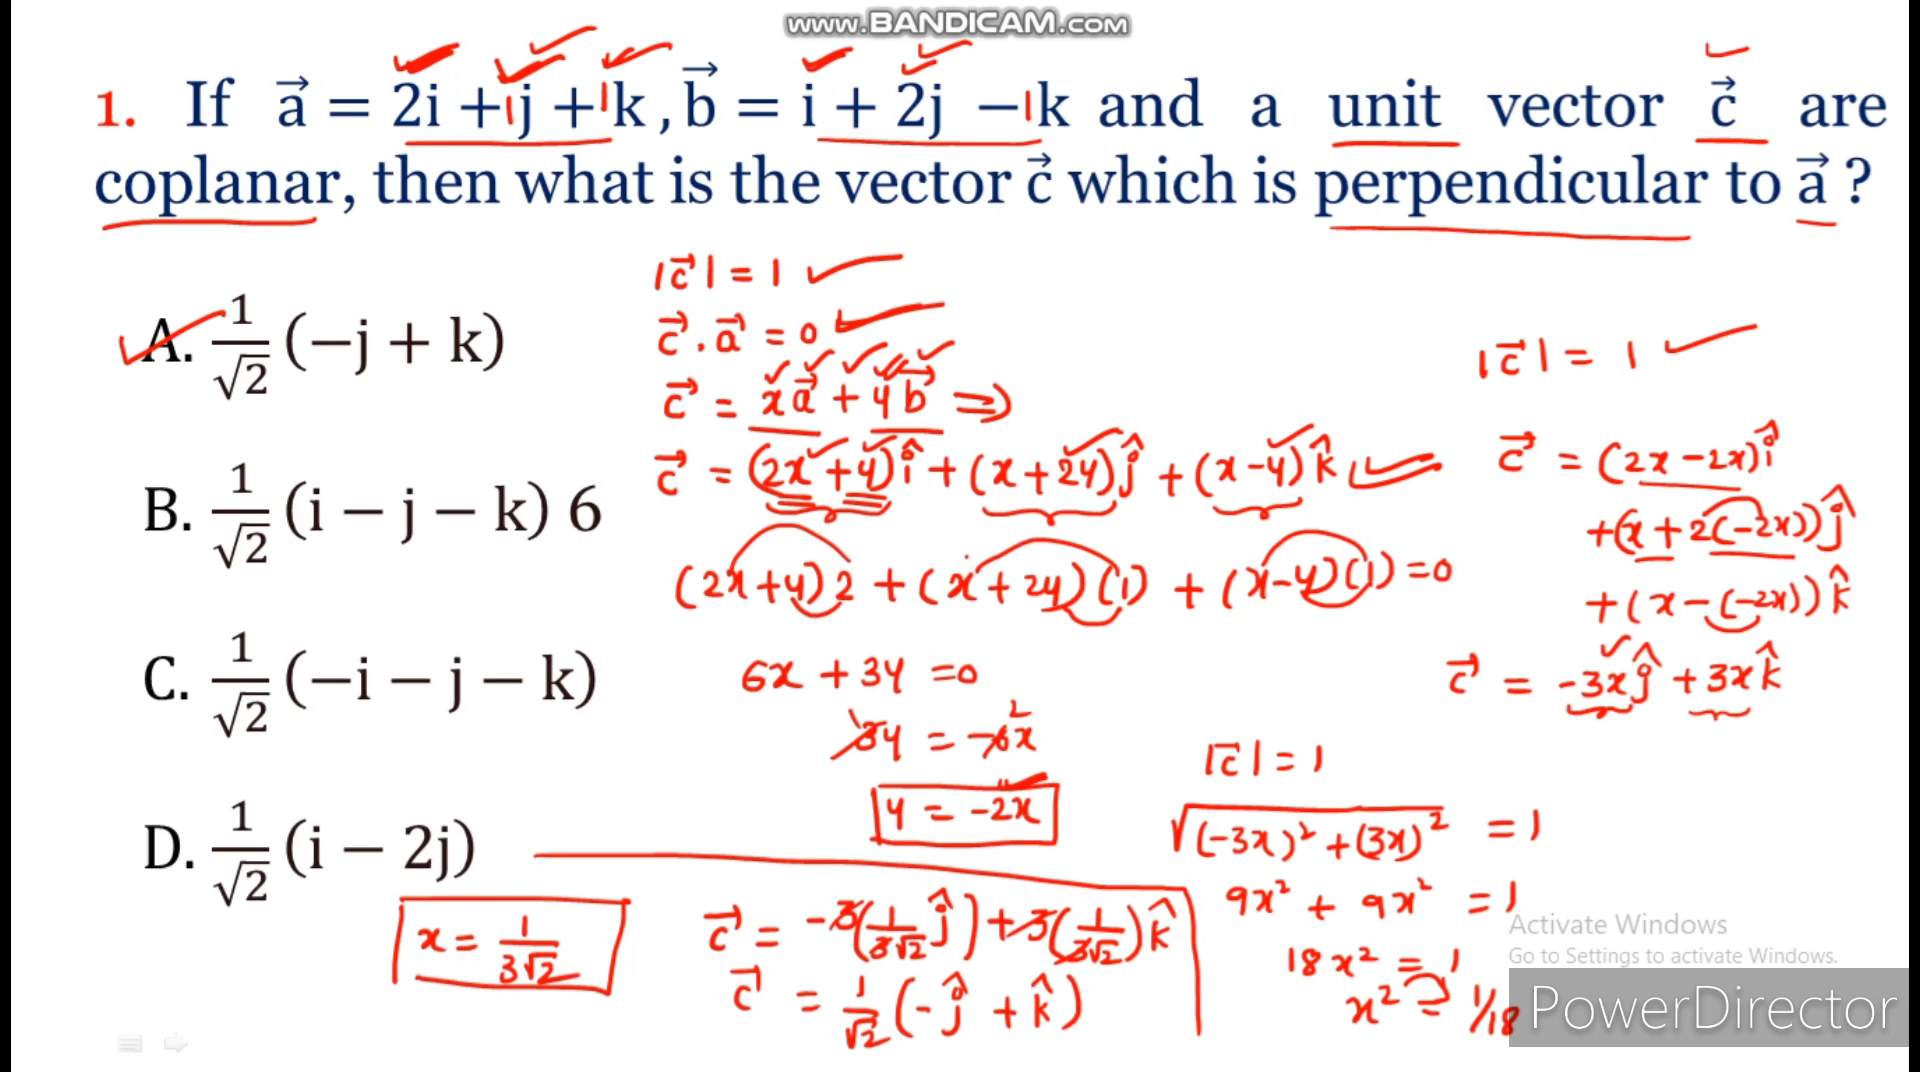 www.BANDICAM.com
1. If a⃗ = 2i + 1j + 1k , b⃗ = i + 2j − 1k and a unit vector c⃗ are
coplanar, then what is the vector c⃗ which is perpendicular to a⃗ ?
A. 1/√2 (−j + k)
B. 1/√2 (i − j − k) 6
C. 1/√2 (−i − j − k)
D. 1/√2 (i − 2j)
|c⃗| = 1
c⃗ . a⃗ = 0
c⃗ = xa⃗ + yb⃗ ⇒
c⃗ = (2x + y)î + (x + 2y)ĵ + (x − y)k̂
(2x + y) 2 + (x + 2y) (1) + (x − y) (1) = 0
6x + 3y = 0
3y = −6x 2
y = −2x
|c⃗| = 1
c⃗ = (2x − 2x)î
+ (x + 2(−2x))ĵ
+ (x − (−2x))k̂
c⃗ = −3xĵ + 3xk̂
|c⃗| = 1
√(−3x)² + (3x)² = 1
9x² + 9x² = 1
18x² = 1
x² = 1/18
x = 1/3√2
c⃗ = −3(1/3√2 ĵ) + 3(1/3√2)k̂
c⃗ = 1/√2 (−ĵ + k̂)
Activate Windows
Go to Settings to activate Windows.
PowerDirector